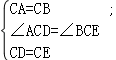 CA=CB
∠ACD=∠BCE ;
CD=CE